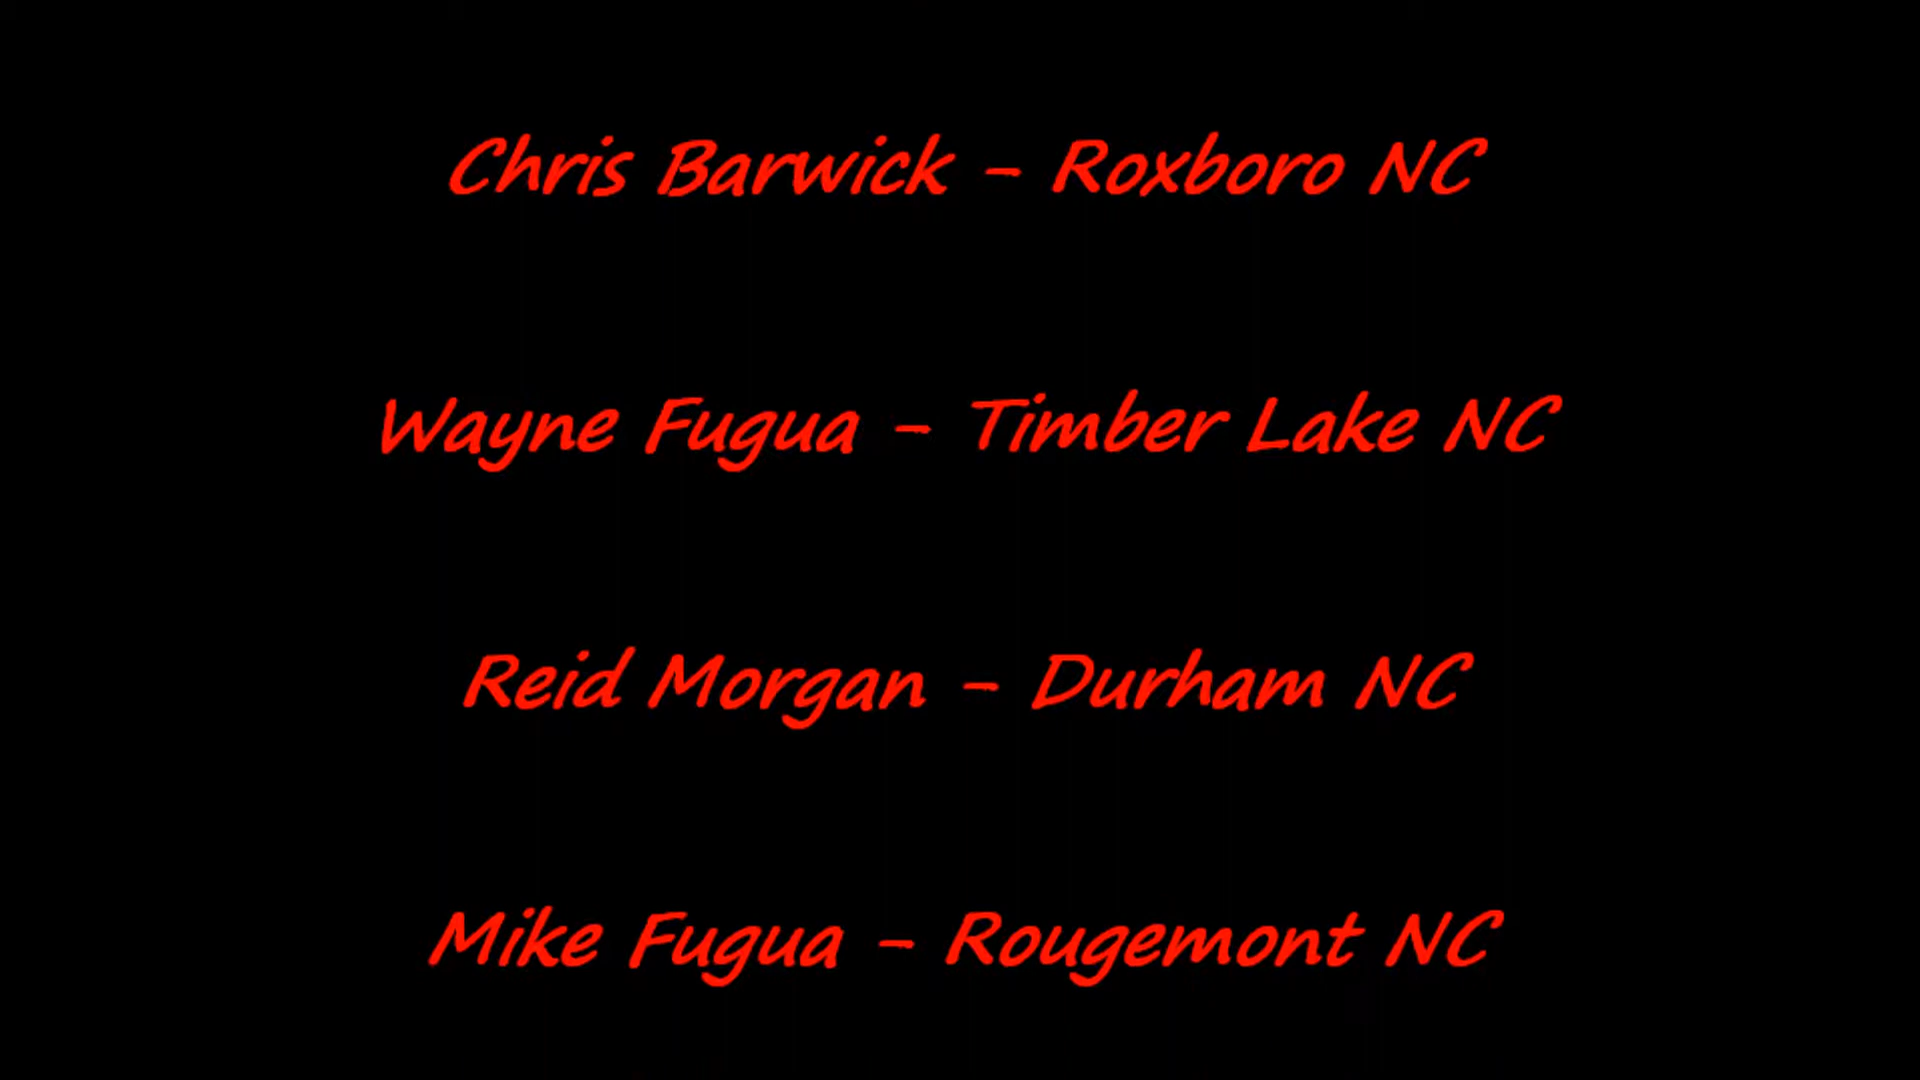 Chris Barwick - Roxboro NC
Wayne Fugua - Timber Lake NC
Reid Morgan - Durham NC
Mike Fugua - Rougemont NC